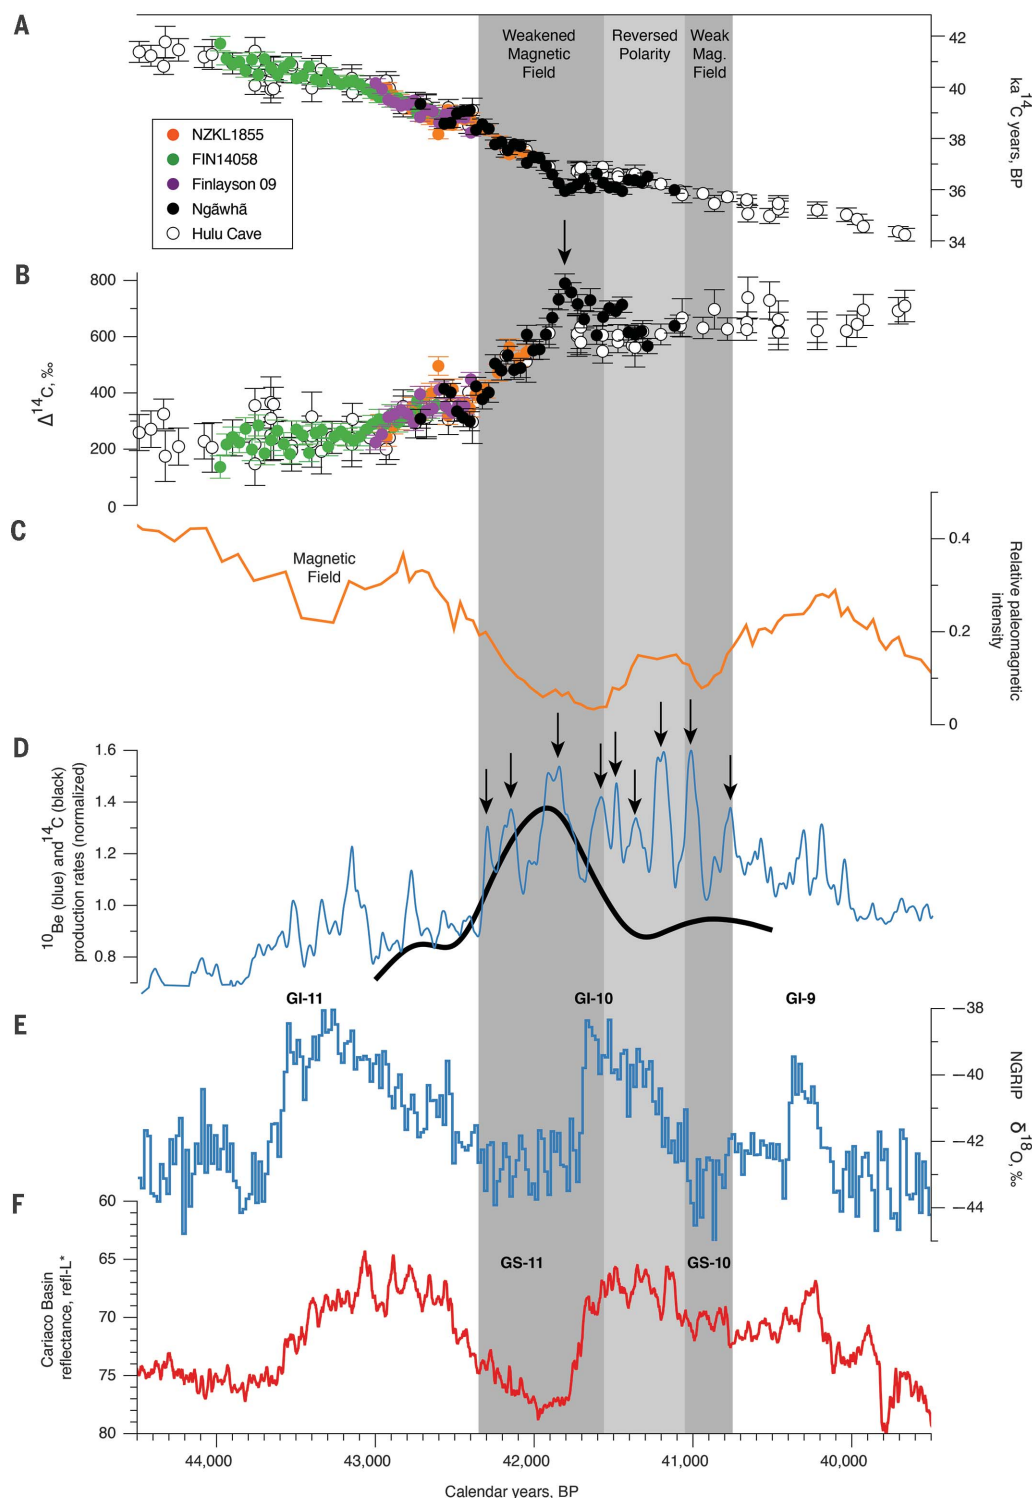 A
Weakened
Magnetic
Field
Reversed
Polarity
Weak
Mag.
Field
42
40
38
36
34
ka¹⁴C years, BP
NZKL1855
FIN14058
Finlayson 09
Ngāwhā
Hulu Cave
B
800
600
400
200
0
Δ¹⁴C, ‰
C
Magnetic
Field
0.4
0.2
0
Relative paleomagnetic
intensity
D
1.6
1.4
1.2
1.0
0.8
¹⁰Be (blue) and ¹⁴C (black)
production rates (normalized)
GI-11
GI-10
GI-9
E
−38
−40
−42
−44
NGRIP δ¹⁸O, ‰
F
60
65
70
75
80
Cariaco Basin
reflectance, refl-L*
GS-11
GS-10
44,000
43,000
42,000
41,000
40,000
Calendar years, BP